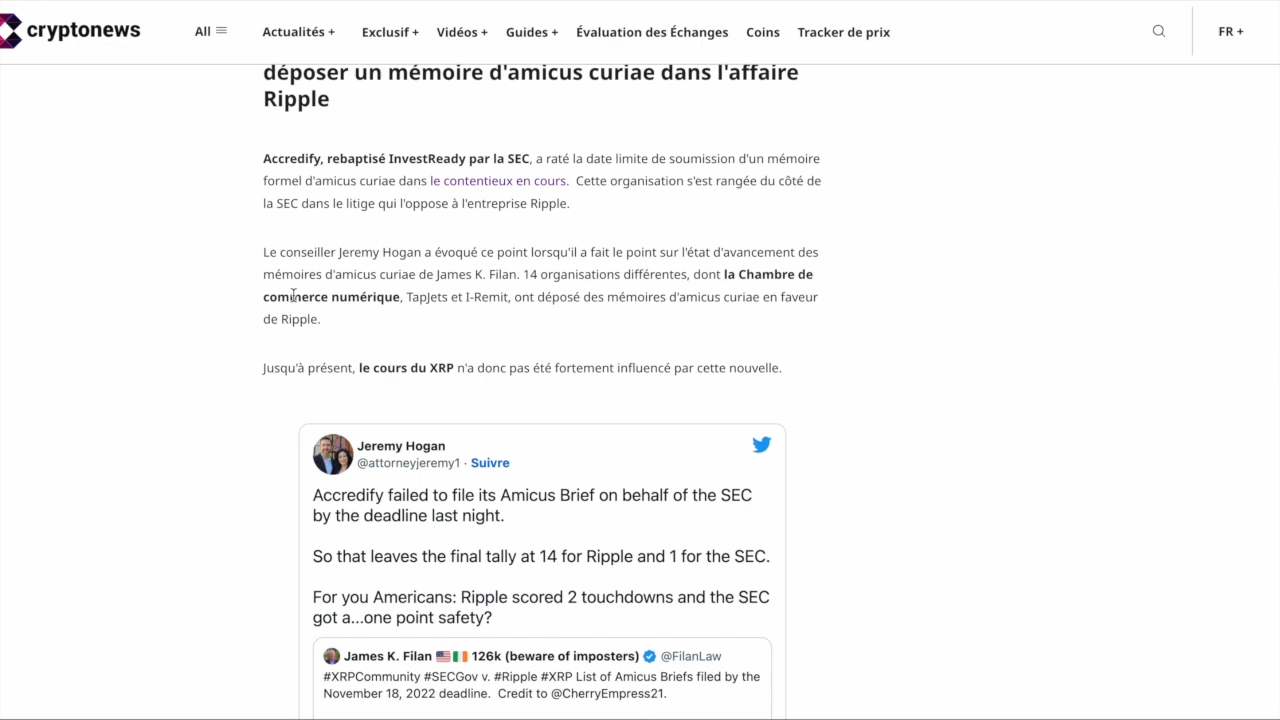 cryptonews
All
Actualités +
Exclusif +
Vidéos +
Guides +
Évaluation des Échanges
Coins
Tracker de prix
FR +
déposer un mémoire d'amicus curiae dans l'affaire
Ripple
Accredify, rebaptisé InvestReady par la SEC, a raté la date limite de soumission d'un mémoire
formel d'amicus curiae dans le contentieux en cours. Cette organisation s'est rangée du côté de
la SEC dans le litige qui l'oppose à l'entreprise Ripple.
Le conseiller Jeremy Hogan a évoqué ce point lorsqu'il a fait le point sur l'état d'avancement des
mémoires d'amicus curiae de James K. Filan. 14 organisations différentes, dont la Chambre de
commerce numérique, TapJets et I-Remit, ont déposé des mémoires d'amicus curiae en faveur
de Ripple.
Jusqu'à présent, le cours du XRP n'a donc pas été fortement influencé par cette nouvelle.
Jeremy Hogan
@attorneyjeremy1 · Suivre
Accredify failed to file its Amicus Brief on behalf of the SEC
by the deadline last night.
So that leaves the final tally at 14 for Ripple and 1 for the SEC.
For you Americans: Ripple scored 2 touchdowns and the SEC
got a...one point safety?
James K. Filan 🇺🇸🇮🇪 126k (beware of imposters) @FilanLaw
#XRPCommunity #SECGov v. #Ripple #XRP List of Amicus Briefs filed by the
November 18, 2022 deadline. Credit to @CherryEmpress21.